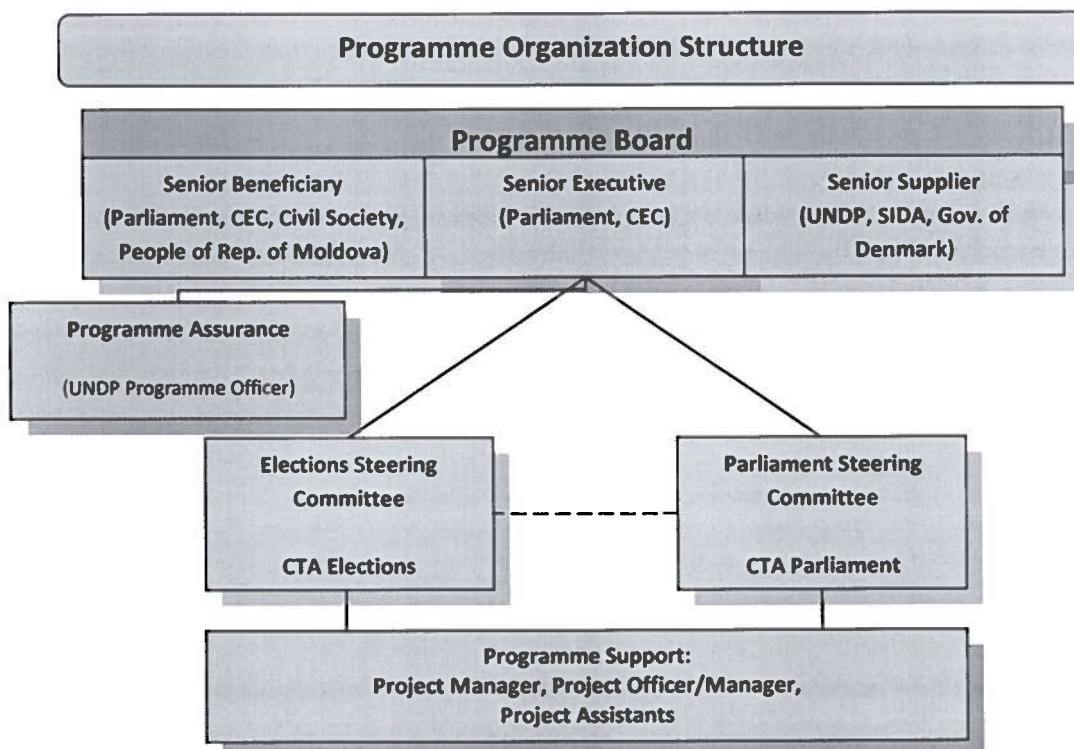 Programme Organization Structure
Programme Board
Senior Beneficiary
(Parliament, CEC, Civil Society,
People of Rep. of Moldova)
Senior Executive
(Parliament, CEC)
Senior Supplier
(UNDP, SIDA, Gov. of
Denmark)
Programme Assurance
(UNDP Programme Officer)
Elections Steering
Committee
CTA Elections
Parliament Steering
Committee
CTA Parliament
Programme Support:
Project Manager, Project Officer/Manager,
Project Assistants